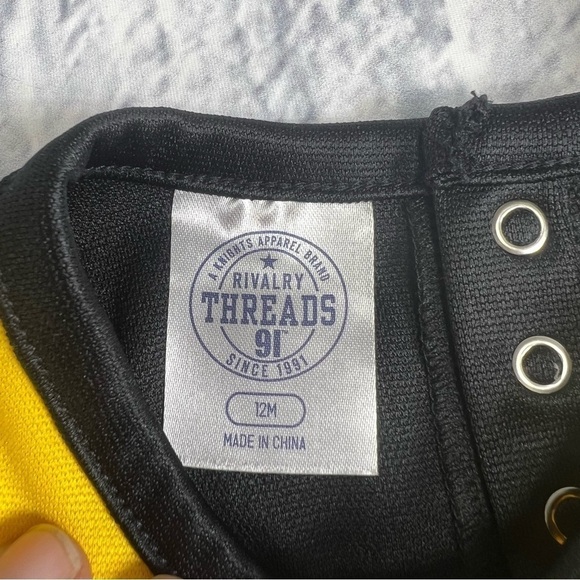 A KNIGHTS APPAREL BRAND
RIVALRY
THREADS
91
SINCE 1991
12M
MADE IN CHINA